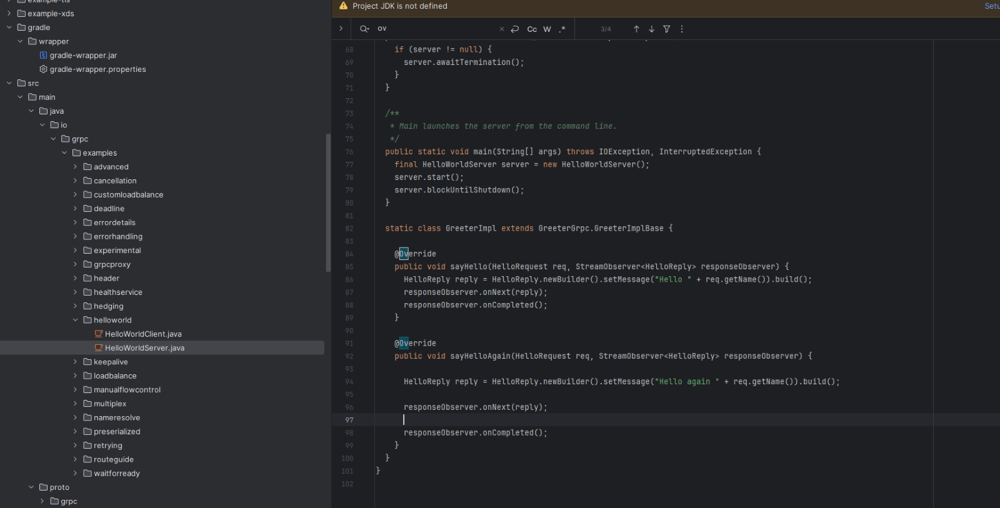 example-tls
example-xds
gradle
wrapper
gradle-wrapper.jar
gradle-wrapper.properties
src
main
java
io
grpc
examples
advanced
cancellation
customloadbalance
deadline
errordetails
errorhandling
experimental
grpcproxy
header
healthservice
hedging
helloworld
HelloWorldClient.java
HelloWorldServer.java
keepalive
loadbalance
manualflowcontrol
multiplex
nameresolve
preserialized
retrying
routeguide
waitforready
proto
grpc
Project JDK is not defined
Setu
ov
Cc W .*
3/4
68 if (server != null) {
69 server.awaitTermination();
70 }
71 }
72
73 /**
74 * Main launches the server from the command line.
75 */
76 public static void main(String[] args) throws IOException, InterruptedException {
77 final HelloWorldServer server = new HelloWorldServer();
78 server.start();
79 server.blockUntilShutdown();
80 }
81
82 static class GreeterImpl extends GreeterGrpc.GreeterImplBase {
83
84 @Override
85 public void sayHello(HelloRequest req, StreamObserver<HelloReply> responseObserver) {
86 HelloReply reply = HelloReply.newBuilder().setMessage("Hello " + req.getName()).build();
87 responseObserver.onNext(reply);
88 responseObserver.onCompleted();
89 }
90
91 @Override
92 public void sayHelloAgain(HelloRequest req, StreamObserver<HelloReply> responseObserver) {
93
94 HelloReply reply = HelloReply.newBuilder().setMessage("Hello again " + req.getName()).build();
95
96 responseObserver.onNext(reply);
97
98 responseObserver.onCompleted();
99 }
100 }
101 }
102